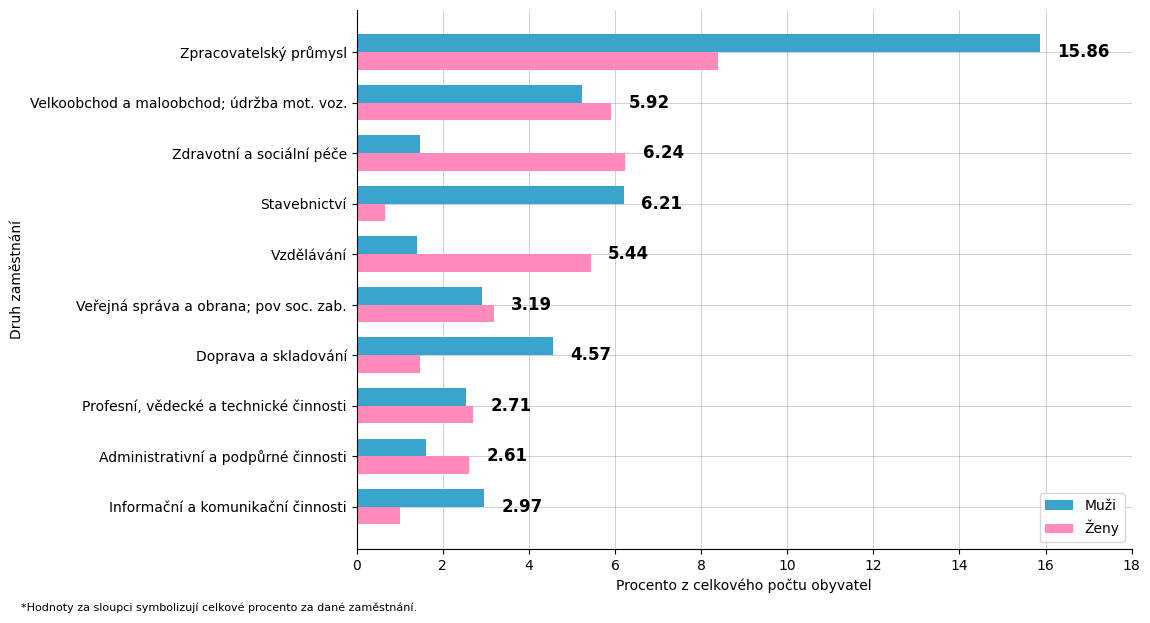 Zpracovatelský průmysl
15.86
Velkoobchod a maloobchod; údržba mot. voz.
5.92
Zdravotní a sociální péče
6.24
Stavebnictví
6.21
Vzdělávání
5.44
Veřejná správa a obrana; pov soc. zab.
3.19
Doprava a skladování
4.57
Profesní, vědecké a technické činnosti
2.71
Administrativní a podpůrné činnosti
2.61
Informační a komunikační činnosti
2.97
Druh zaměstnání
Muži
Ženy
0 2 4 6 8 10 12 14 16 18
Procento z celkového počtu obyvatel
*Hodnoty za sloupci symbolizují celkové procento za dané zaměstnání.